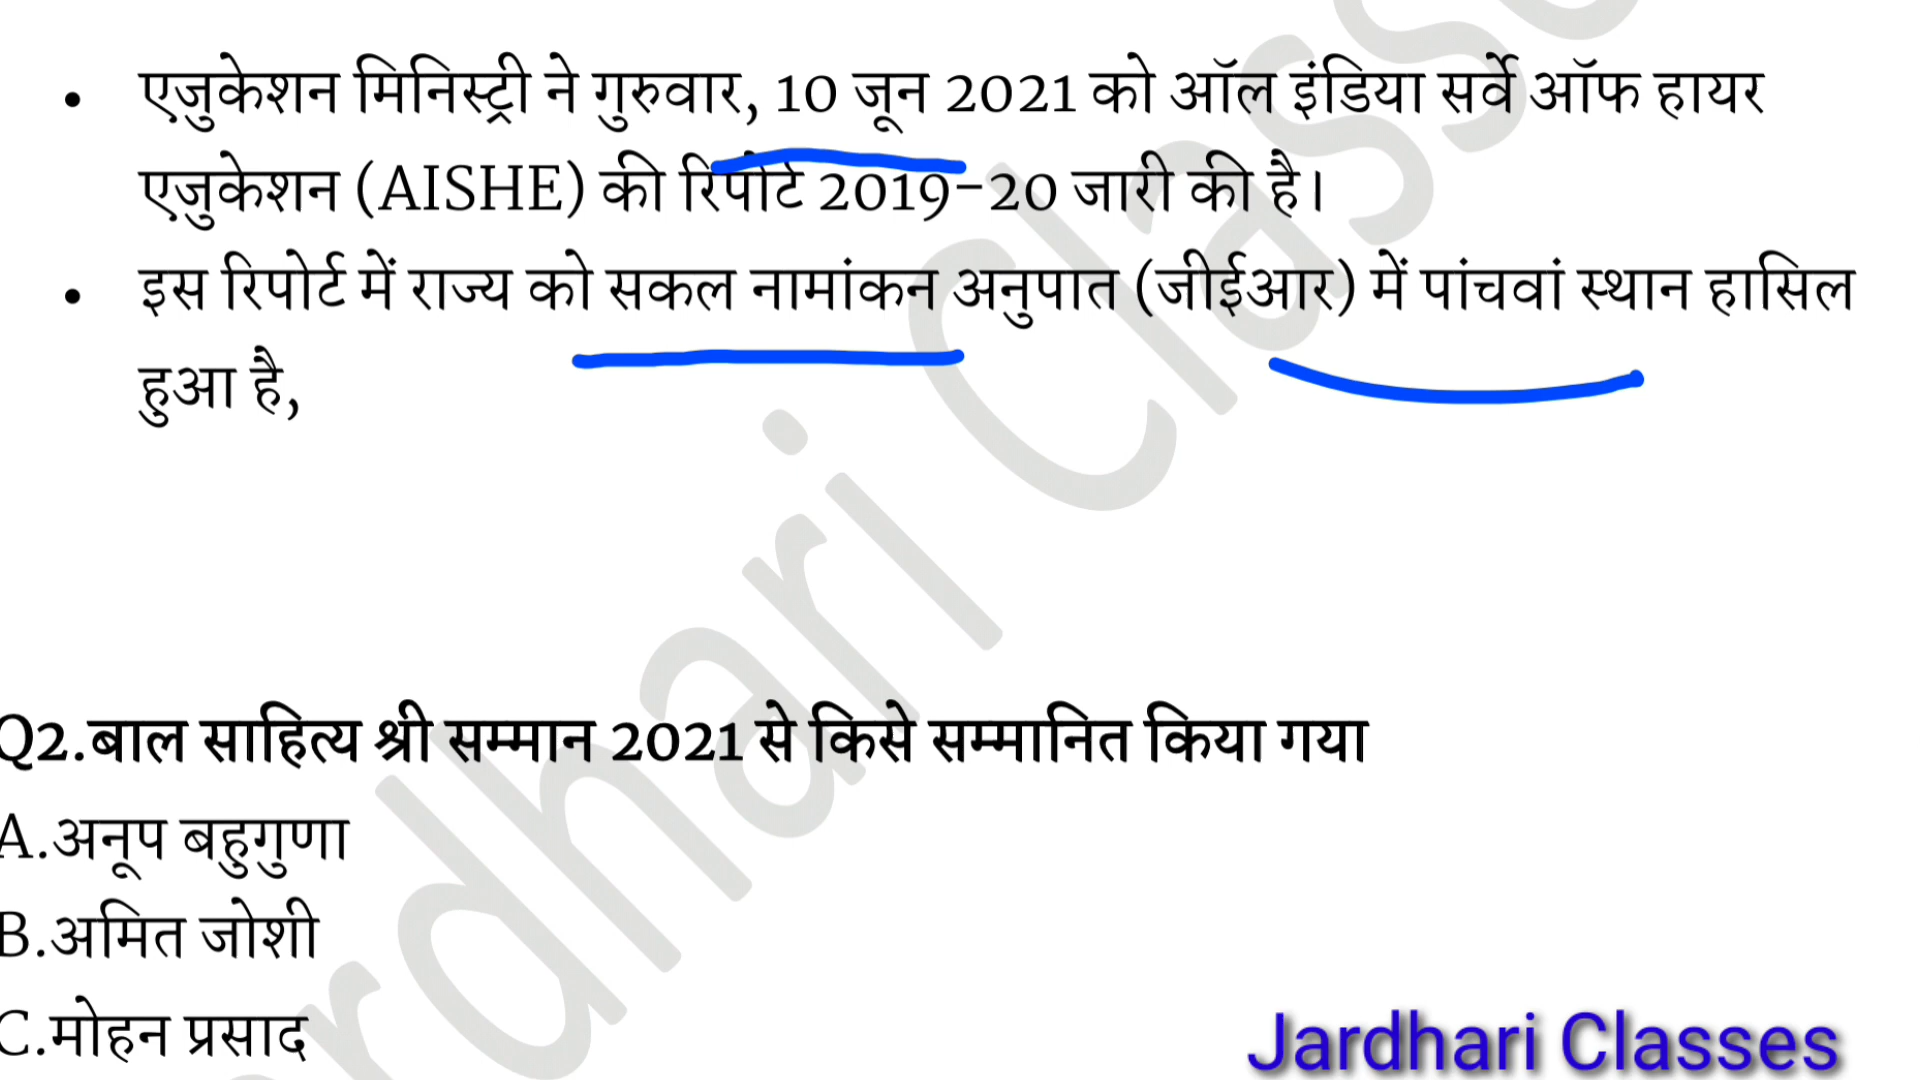 • एजुकेशन मिनिस्ट्री ने गुरुवार, 10 जून 2021 को ऑल इंडिया सर्वे ऑफ हायर
एजुकेशन (AISHE) की रिपोर्ट 2019-20 जारी की है।
• इस रिपोर्ट में राज्य को सकल नामांकन अनुपात (जीईआर) में पांचवां स्थान हासिल
हुआ है,
Q2.बाल साहित्य श्री सम्मान 2021 से किसे सम्मानित किया गया
A.अनूप बहुगुणा
B.अमित जोशी
C.मोहन प्रसाद
Jardhari Classes